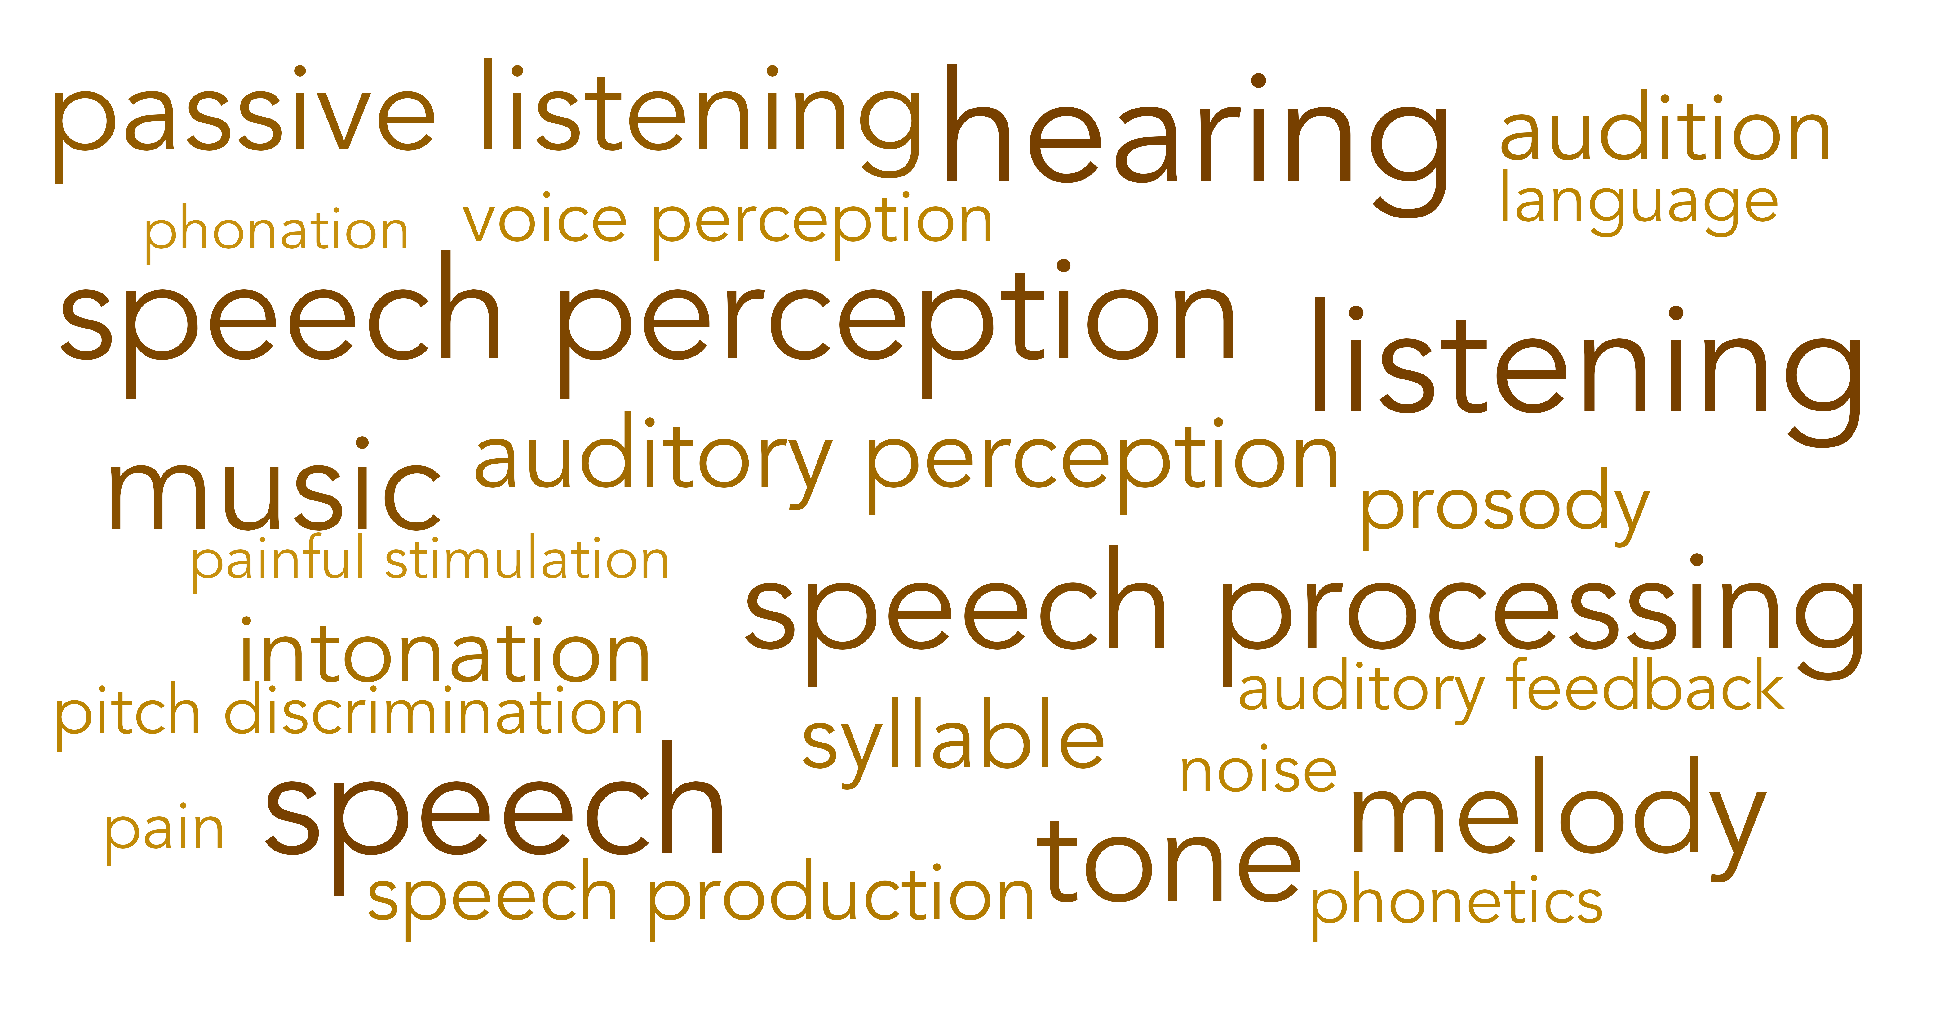 passive listening hearing audition
language
phonation voice perception
speech perception listening
music auditory perception prosody
painful stimulation
intonation speech processing
pitch discrimination syllable auditory feedback
pain speech noise melody
speech production tone phonetics